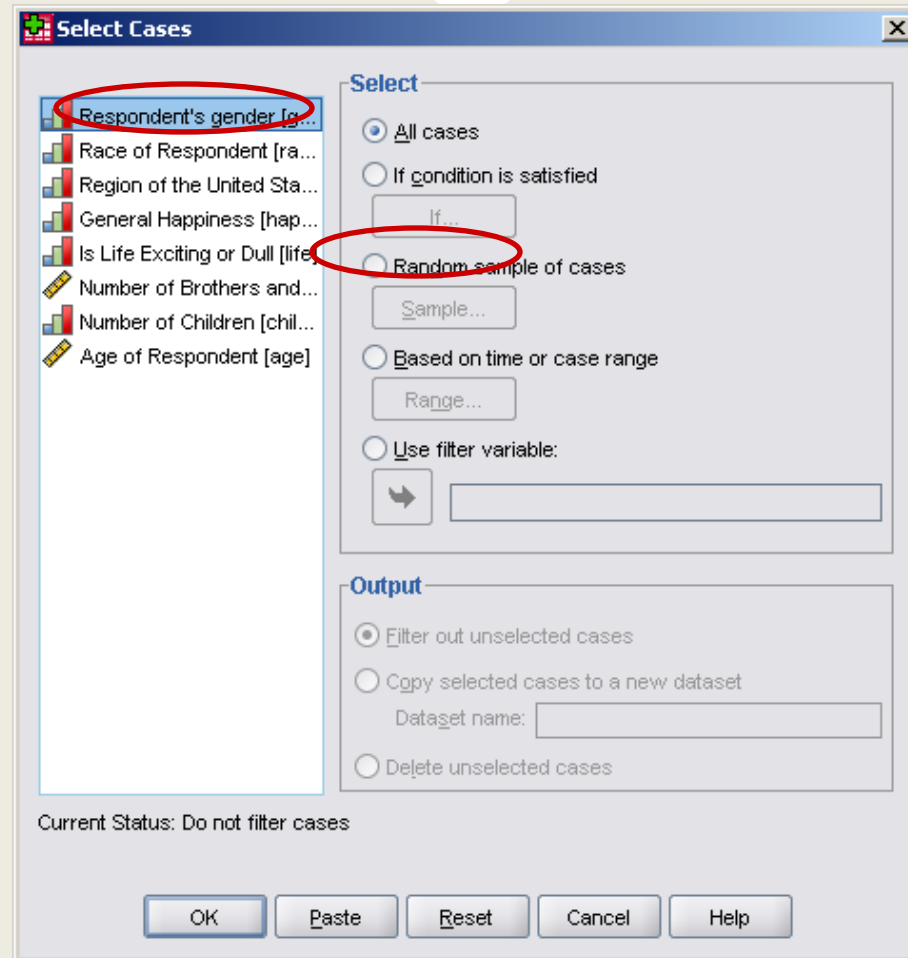 Select Cases
Respondent's gender [g...
Race of Respondent [ra...
Region of the United Sta...
General Happiness [hap...
Is Life Exciting or Dull [life]
Number of Brothers and...
Number of Children [chil...
Age of Respondent [age]
Select
All cases
If condition is satisfied
If...
Random sample of cases
Sample...
Based on time or case range
Range...
Use filter variable:
Output
Filter out unselected cases
Copy selected cases to a new dataset
Dataset name:
Delete unselected cases
Current Status: Do not filter cases
OK Paste Reset Cancel Help